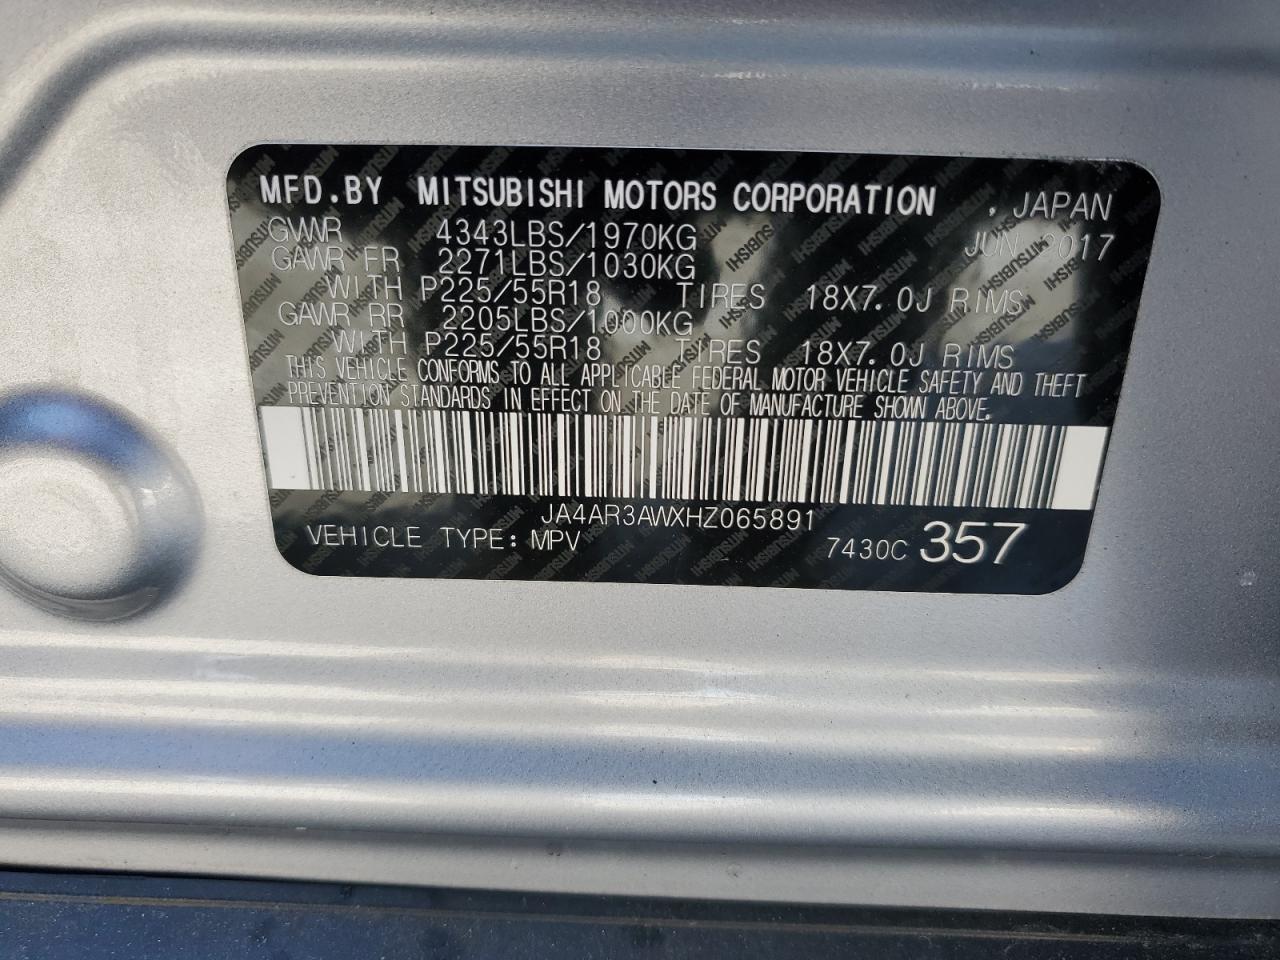 MFD.BY MITSUBISHI MOTORS CORPORATION , JAPAN
GVWR 4343LBS/1970KG JUN 2017
GAWR FR 2271LBS/1030KG
WITH P225/55R18 TIRES 18X7.0J RIMS
GAWR RR 2205LBS/1000KG
WITH P225/55R18 TIRES 18X7.0J RIMS
THIS VEHICLE CONFORMS TO ALL APPLICABLE FEDERAL MOTOR VEHICLE SAFETY AND THEFT
PREVENTION STANDARDS IN EFFECT ON THE DATE OF MANUFACTURE SHOWN ABOVE.
JA4AR3AWXHZ065891
VEHICLE TYPE: MPV 7430C 357